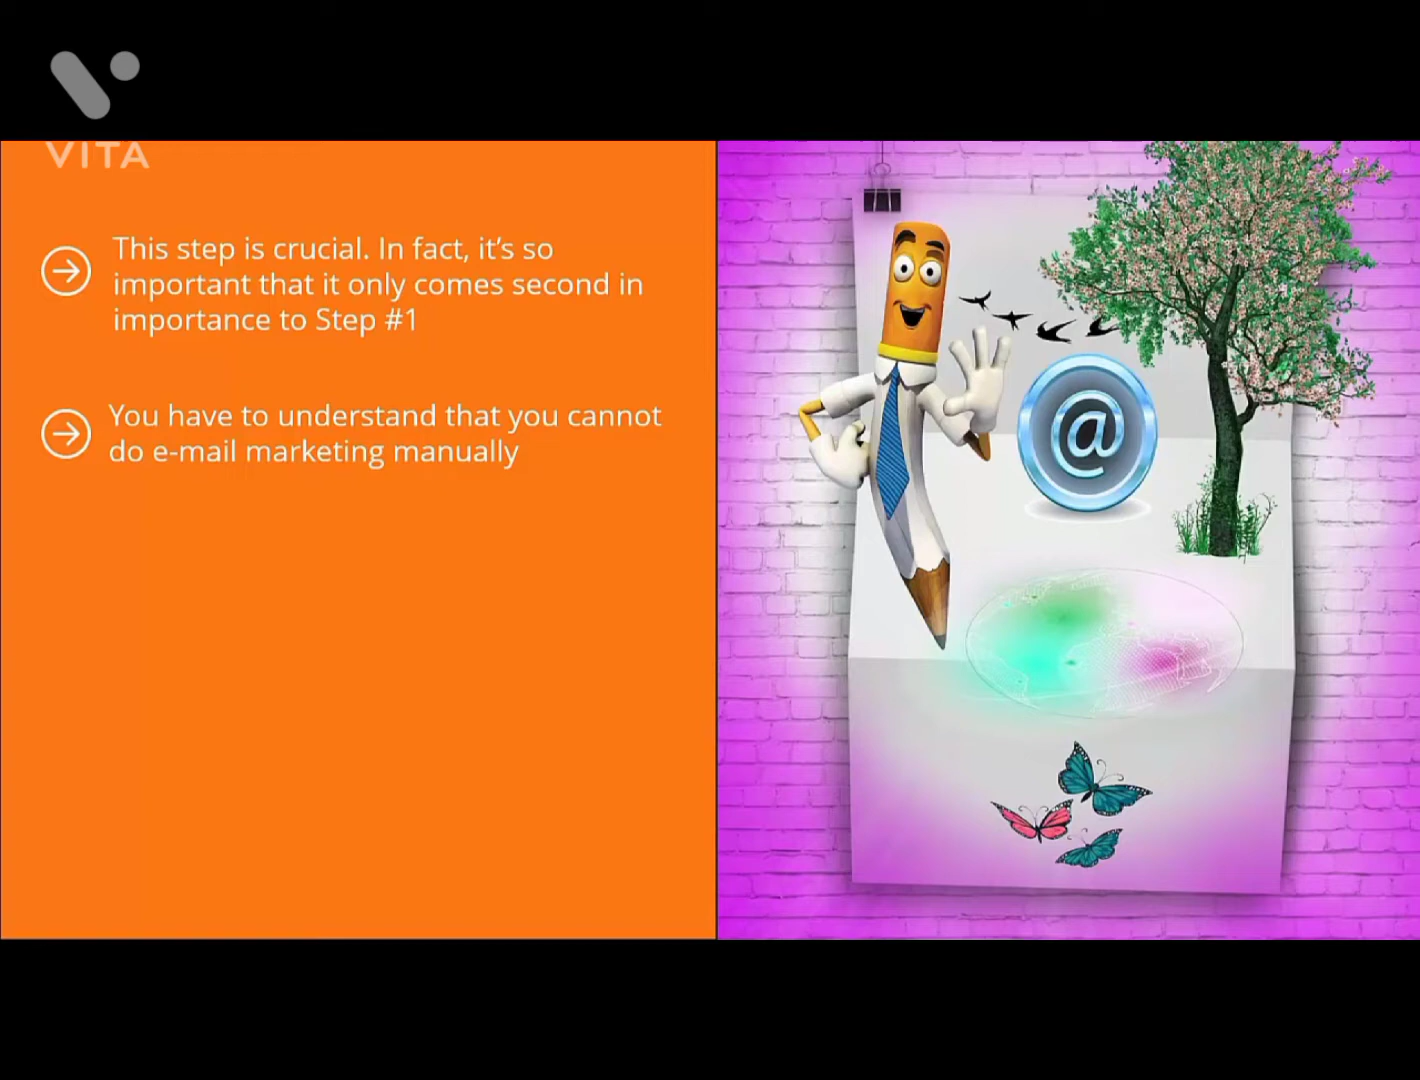 VITA
This step is crucial. In fact, it’s so
important that it only comes second in
importance to Step #1
You have to understand that you cannot
do e-mail marketing manually
@